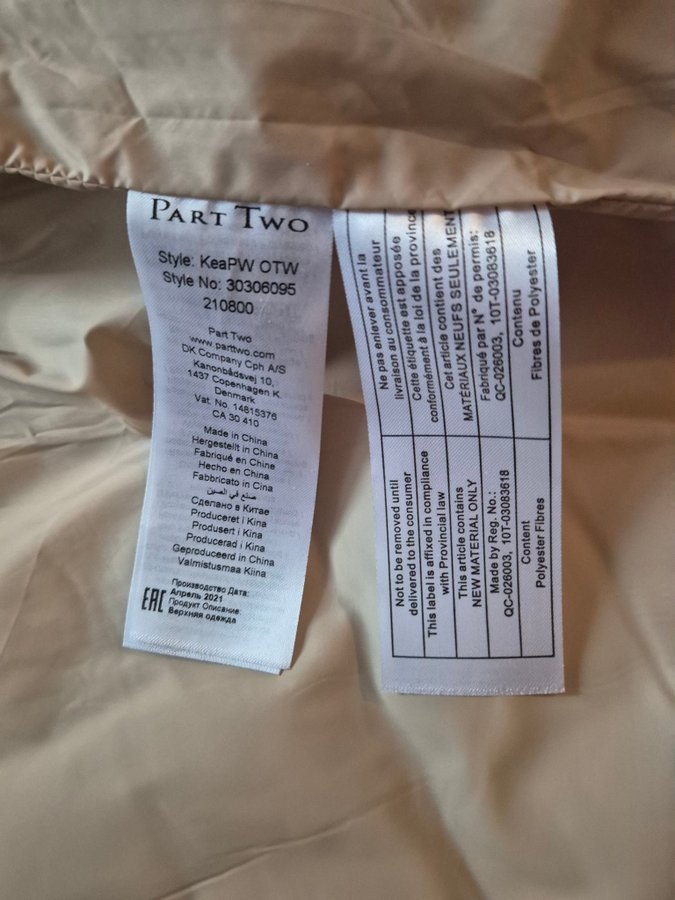 PART TWO
Style: KeaPW OTW
Style No: 30306095
210800
Part Two
www.parttwo.com
DK Company Cph A/S
Kanonbådsvej 10,
1437 Copenhagen K
Denmark
Vat. No. 14815376
CA 30 410
Made in China
Hergestellt in China
Fabriqué en Chine
Hecho en China
Fabbricato in Cina
صنع في الصين
Сделано в Китае
Produceret i Kina
Produsert i Kina
Producerad i Kina
Geproduceerd in China
Valmistusmaa Kiina
EAC
Производство Дата:
Апрель 2021
Продукт Описание:
Верхняя одежда
Ne pas enlever avant la
livraison au consommateur
Cette étiquette est apposée
conformément à la loi de la province
Cet article contient des
MATÉRIAUX NEUFS SEULEMENT
Fabriqué par N° de permis:
QC-026003, 10T-03083618
Contenu
Fibres de Polyester
Not to be removed until
delivered to the consumer
This label is affixed in compliance
with Provincial law
This article contains
NEW MATERIAL ONLY
Made by Reg. No.:
QC-026003, 10T-03083618
Content
Polyester Fibres